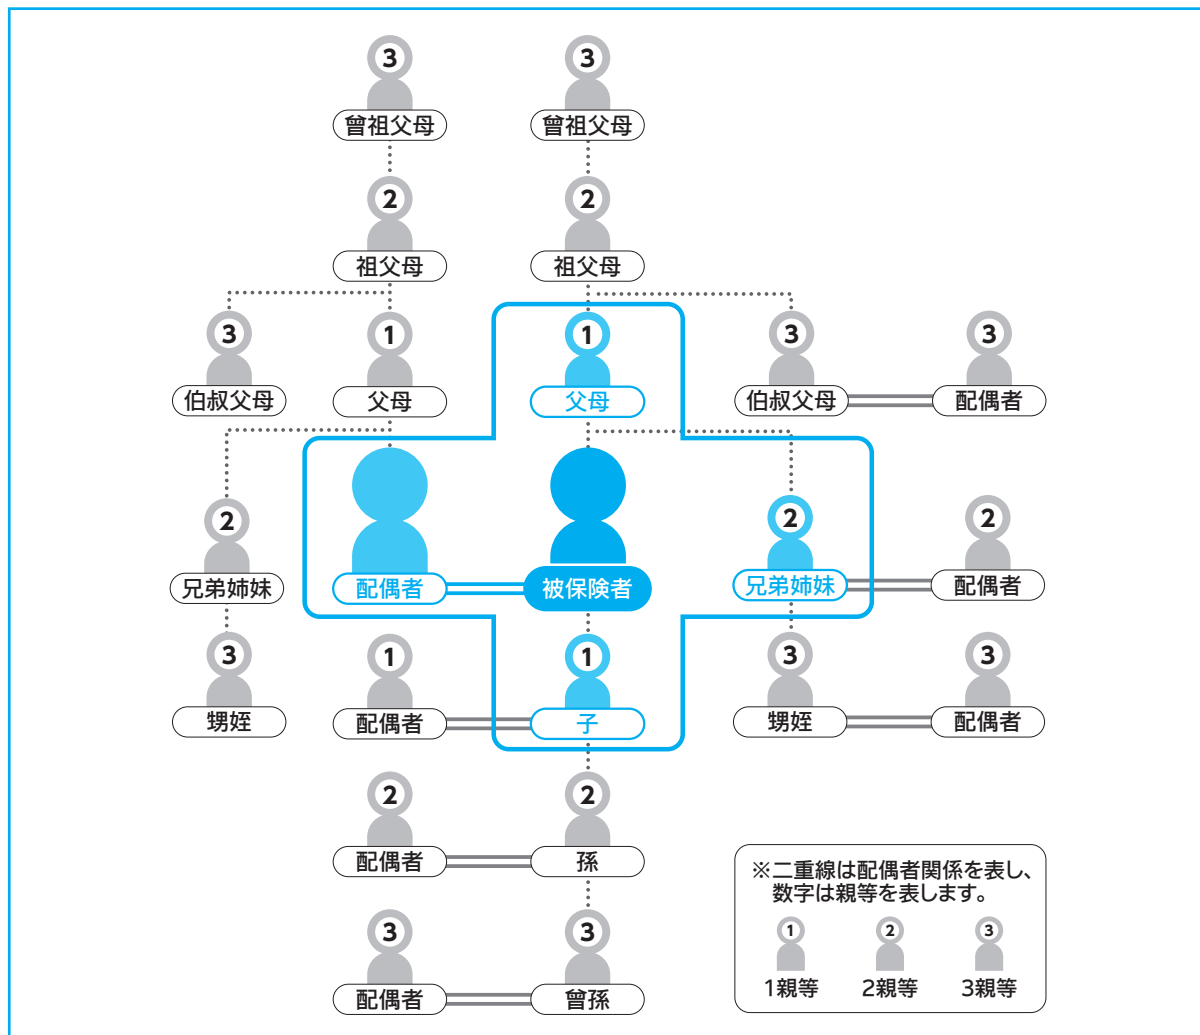 3
3
曾祖父母
曾祖父母
2
2
祖父母
祖父母
3
1
1
3
3
伯叔父母
父母
父母
伯叔父母
配偶者
2
2
2
兄弟姉妹
配偶者
被保険者
兄弟姉妹
配偶者
3
1
1
3
3
甥姪
配偶者
子
甥姪
配偶者
2
2
配偶者
孫
3
3
配偶者
曾孫
※二重線は配偶者関係を表し、
数字は親等を表します。
1
2
3
1親等
2親等
3親等